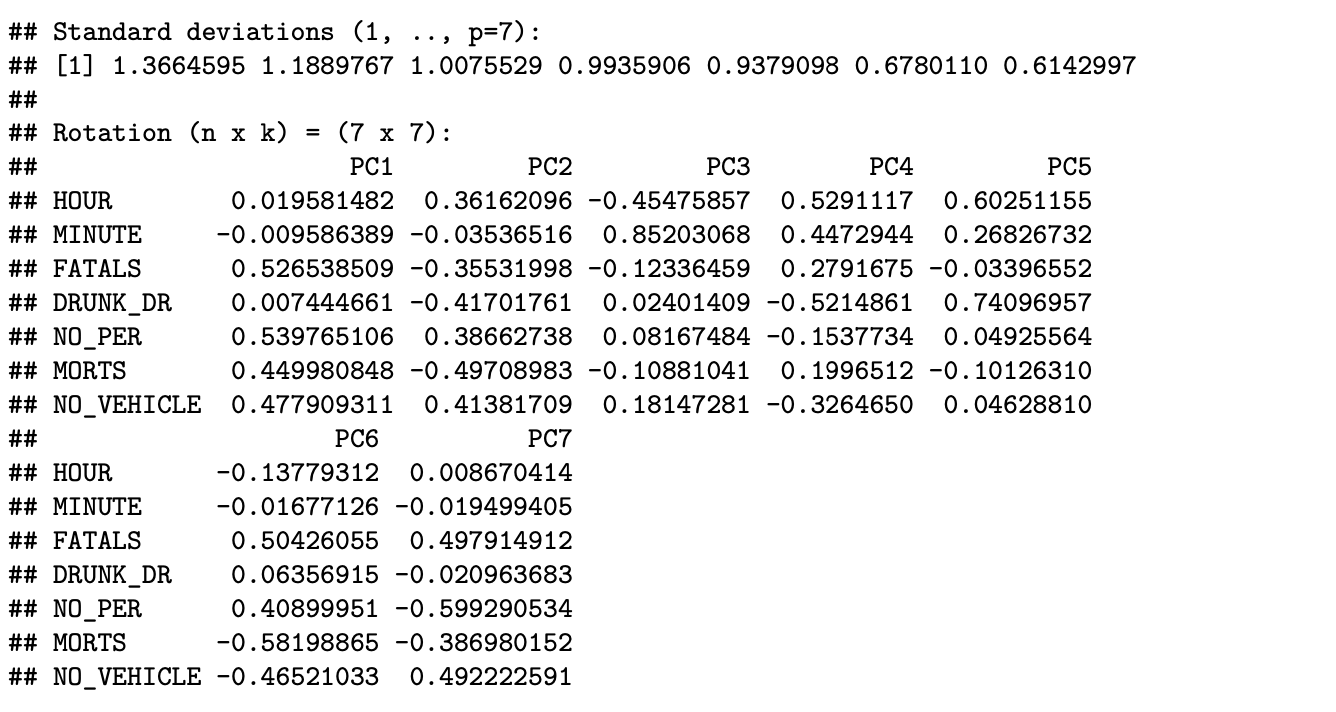 ## Standard deviations (1, .., p=7):
## [1] 1.3664595 1.1889767 1.0075529 0.9935906 0.9379098 0.6780110 0.6142997
##
## Rotation (n x k) = (7 x 7):
##                     PC1         PC2         PC3        PC4         PC5
## HOUR        0.019581482  0.36162096 -0.45475857  0.5291117  0.60251155
## MINUTE     -0.009586389 -0.03536516  0.85203068  0.4472944  0.26826732
## FATALS      0.526538509 -0.35531998 -0.12336459  0.2791675 -0.03396552
## DRUNK_DR    0.007444661 -0.41701761  0.02401409 -0.5214861  0.74096957
## NO_PER      0.539765106  0.38662738  0.08167484 -0.1537734  0.04925564
## MORTS       0.449980848 -0.49708983 -0.10881041  0.1996512 -0.10126310
## NO_VEHICLE  0.477909311  0.41381709  0.18147281 -0.3264650  0.04628810
##                    PC6          PC7
## HOUR       -0.13779312  0.008670414
## MINUTE     -0.01677126 -0.019499405
## FATALS      0.50426055  0.497914912
## DRUNK_DR    0.06356915 -0.020963683
## NO_PER      0.40899951 -0.599290534
## MORTS      -0.58198865 -0.386980152
## NO_VEHICLE -0.46521033  0.492222591